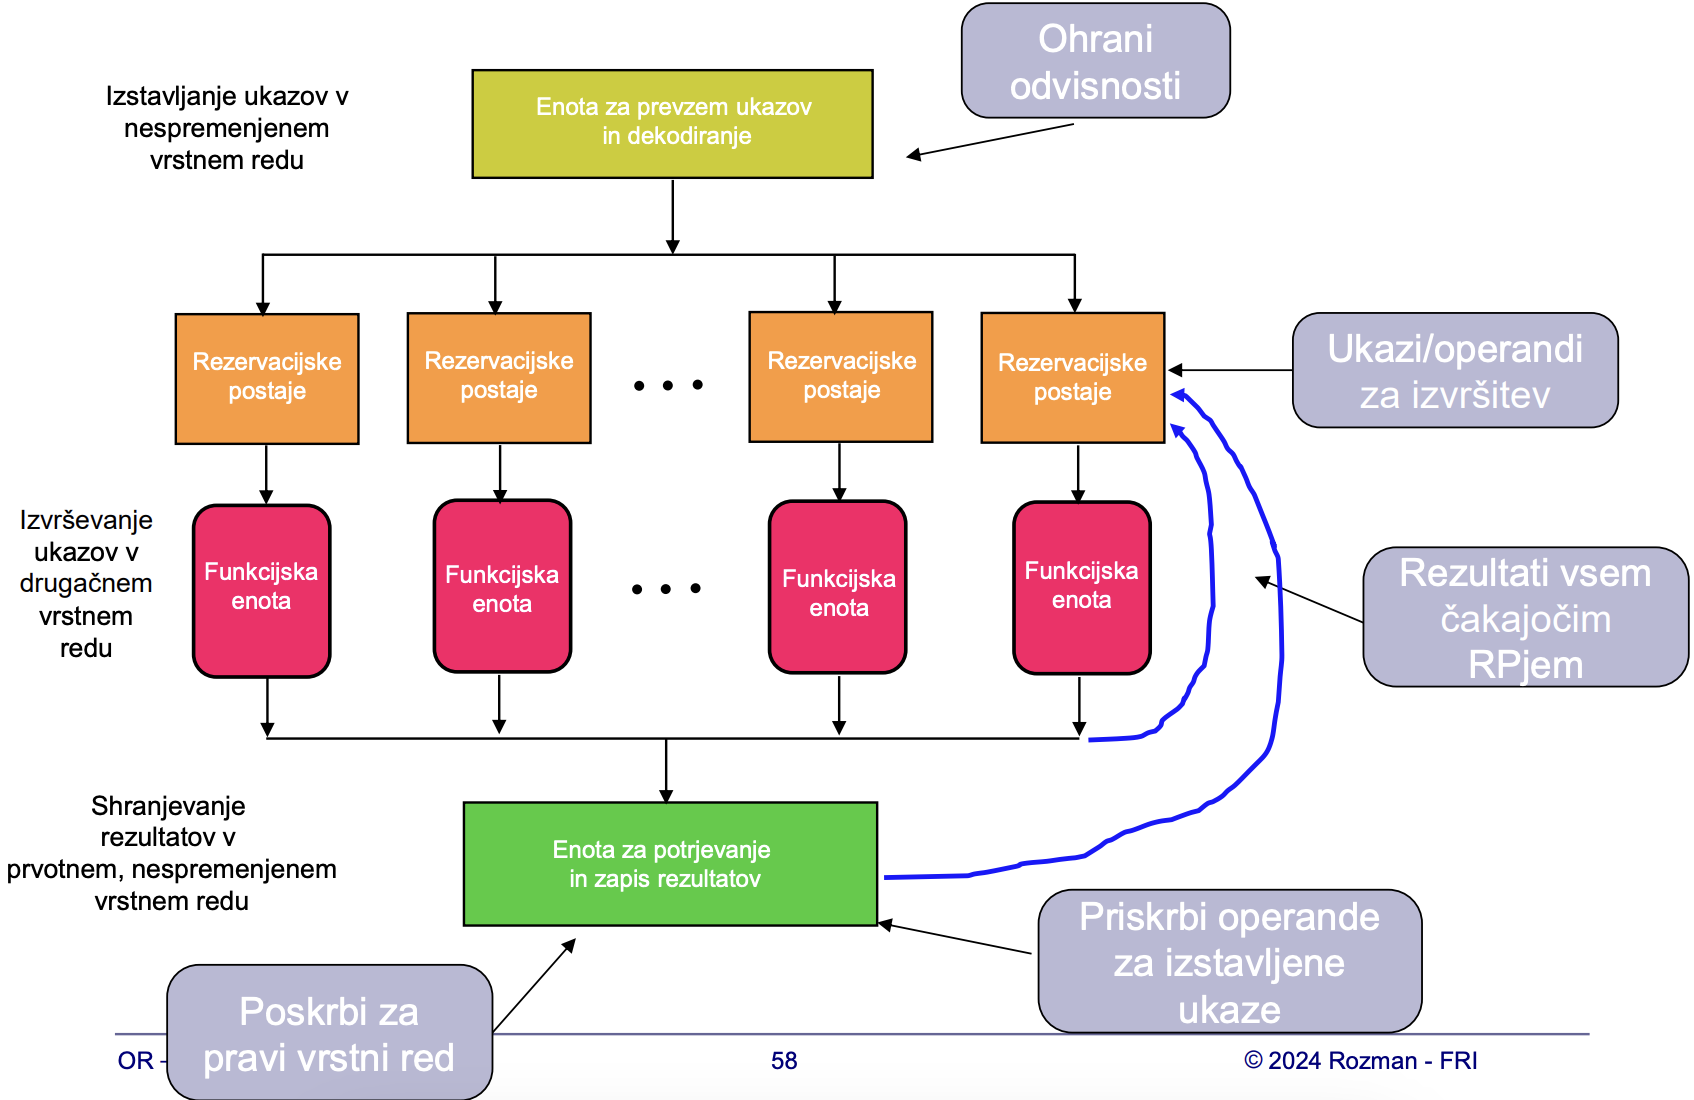 Ohrani
odvisnosti
Izstavljanje ukazov v
nespremenjenem
vrstnem redu
Enota za prevzem ukazov
in dekodiranje
Rezervacijske
postaje
Rezervacijske
postaje
Rezervacijske
postaje
Rezervacijske
postaje
Ukazi/operandi
za izvršitev
Izvrševanje
ukazov v
drugačnem
vrstnem
redu
Funkcijska
enota
Funkcijska
enota
Funkcijska
enota
Funkcijska
enota
Rezultati vsem
čakajočim
RPjem
Shranjevanje
rezultatov v
prvotnem, nespremenjenem
vrstnem redu
Enota za potrjevanje
in zapis rezultatov
Priskrbi operande
za izstavljene
ukaze
Poskrbi za
pravi vrstni red
OR -
58
© 2024 Rozman - FRI